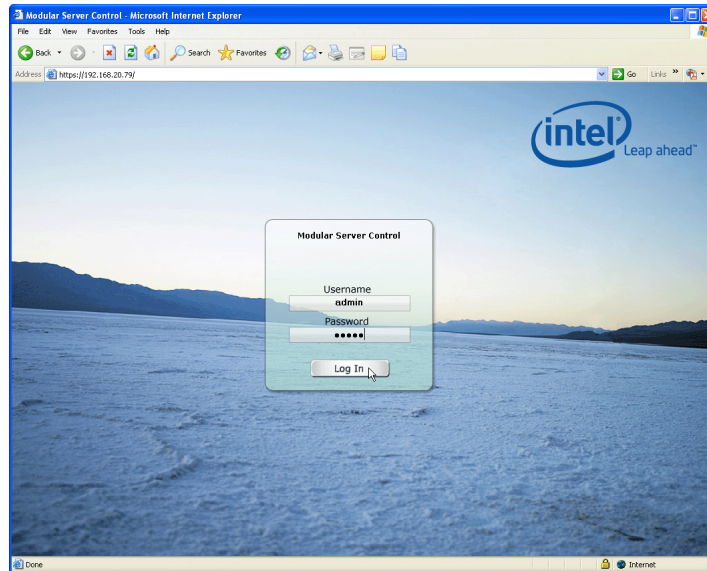 Modular Server Control - Microsoft Internet Explorer
File Edit View Favorites Tools Help
Back Search Favorites
Address https://192.168.20.79/ Go Links »
intel®
Leap ahead™
Modular Server Control
Username
admin
Password
•••••
Log In
Done Internet